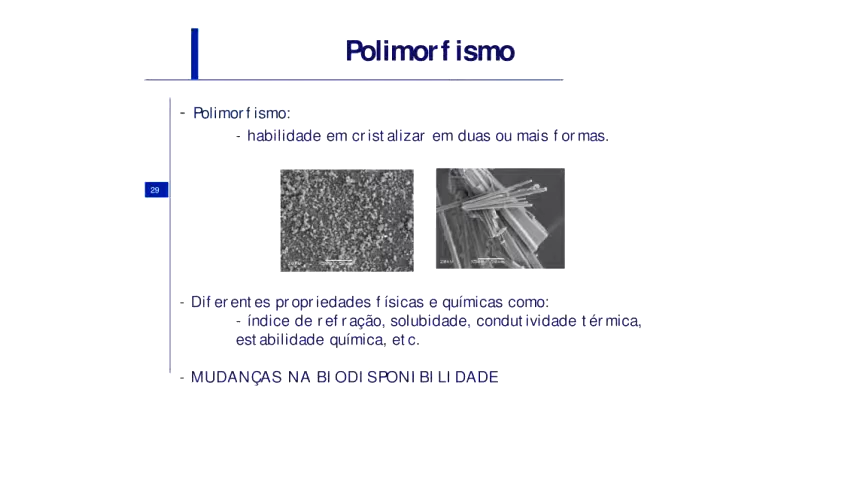 Polimorfismo
- Polimorfismo:
- habilidade em cristalizar em duas ou mais formas.
29
- Diferentes propriedades físicas e químicas como:
- índice de refração, solubidade, condutividade térmica,
estabilidade química, etc.
- MUDANÇAS NA BIODISPONIBILIDADE